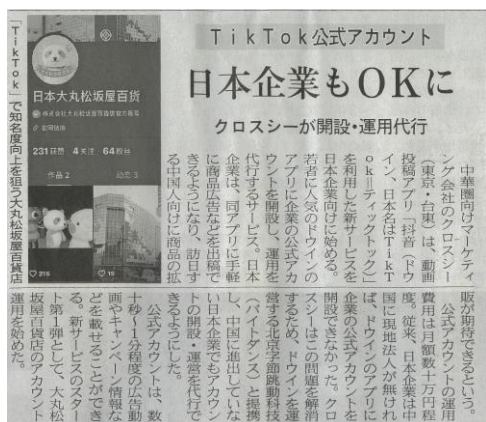 TikTok公式アカウント
日本企業もOKに
クロスシーが開設・運用代行
中華圏向けマーケティ
ング会社のクロスシー
（東京・台東）は、動画
投稿アプリ「抖音（ドウ
イン、日本名はTikT
ok＝ティックトック）」
を利用した新サービスを
日本企業向けに始める。
若者に人気のドウインの
アプリに企業の公式アカ
ウントを開設し、運用を
代行するサービス。日本
企業は、同アプリに手軽
に商品広告などを出稿で
きるようになり、訪日す
る中国人向けに商品の拡
販が期待できるという。
公式アカウントの運用
費用は月額数十万円程
度。従来、日本企業は中
国に現地法人が無けれ
ば、ドウインのアプリに
企業の公式アカウントを
開設できなかった。クロ
スシーはこの問題を解消
するため、ドウインを運
営する北京字節跳動科技
（バイトダンス）と提携
し、中国に進出していな
い日本企業でもアカウン
トの開設・運営を代行で
きるようにした。
公式アカウントは、数
十秒〜1分程度の広告動
画やキャンペーン情報な
どを載せることができ
る。新サービスのスター
ト第1弾として、大丸松
坂屋百貨店のアカウント
運用を始めた。
日本大丸松坂屋百货
231获赞 4关注 64粉丝
作品 2 动态 3
「TikTok」で知名度向上を狙う大丸松坂屋百貨店